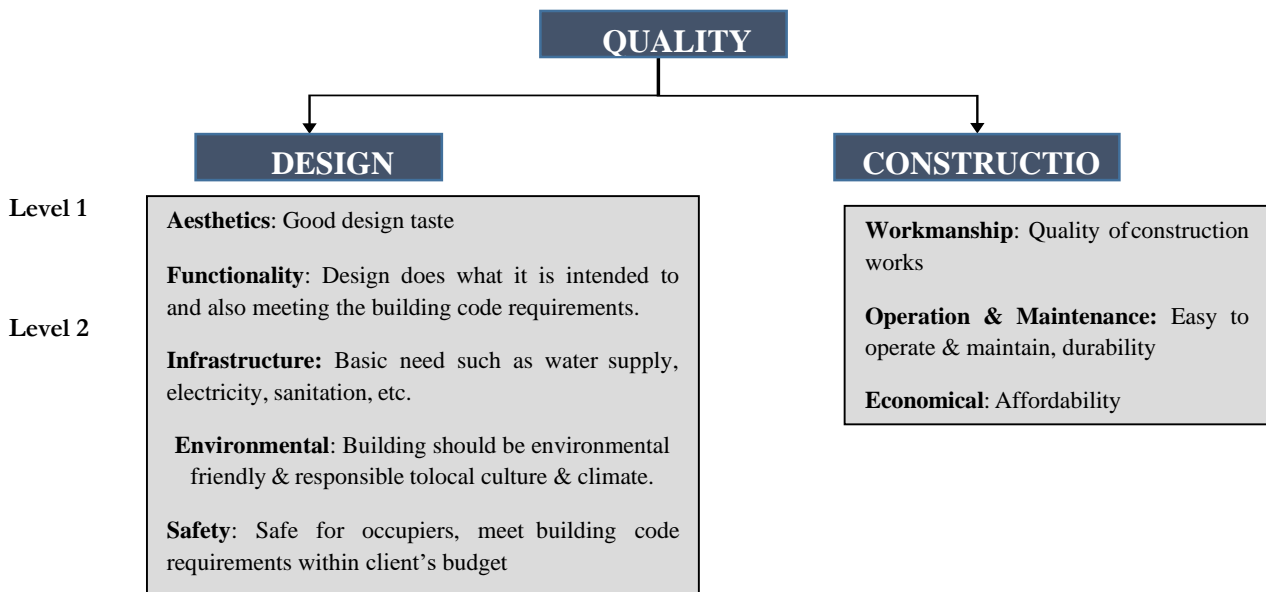 QUALITY
DESIGN
CONSTRUCTIO
Level 1
Level 2
Aesthetics: Good design taste
Functionality: Design does what it is intended to
and also meeting the building code requirements.
Infrastructure: Basic need such as water supply,
electricity, sanitation, etc.
Environmental: Building should be environmental
friendly & responsible tolocal culture & climate.
Safety: Safe for occupiers, meet building code
requirements within client’s budget
Workmanship: Quality ofconstruction
works
Operation & Maintenance: Easy to
operate & maintain, durability
Economical: Affordability